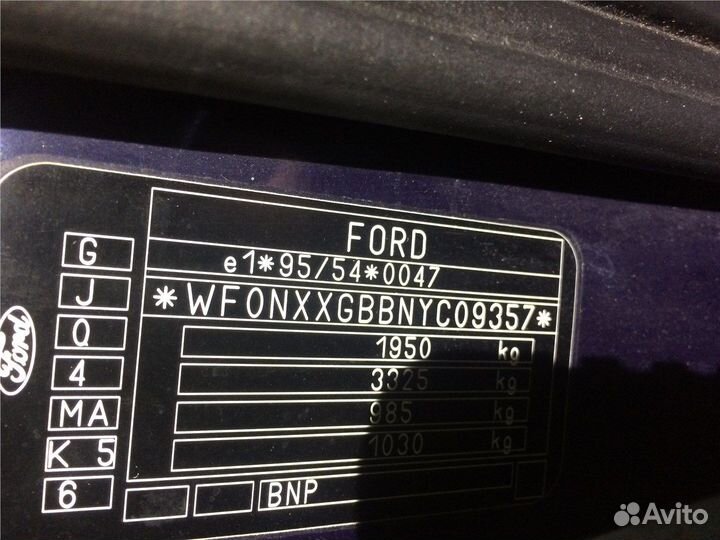 FORD
e1*95/54*0047
*WF0NXXGBBNYC09357*
1950 kg
3325 kg
985 kg
1030 kg
BNP
G
J
Q
4
MA
K 5
6
Ford
Avito